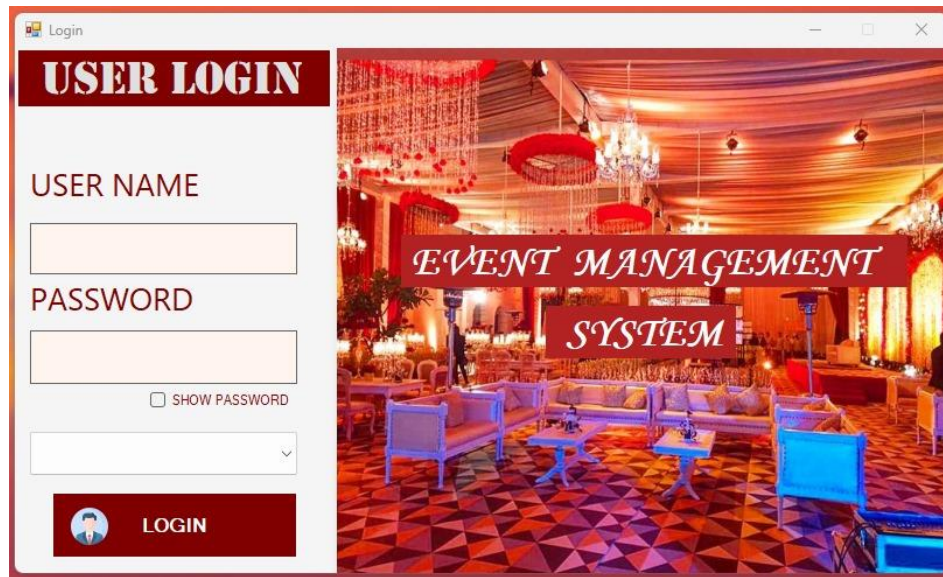 Login
USER LOGIN
USER NAME
PASSWORD
SHOW PASSWORD
LOGIN
EVENT MANAGEMENT
SYSTEM